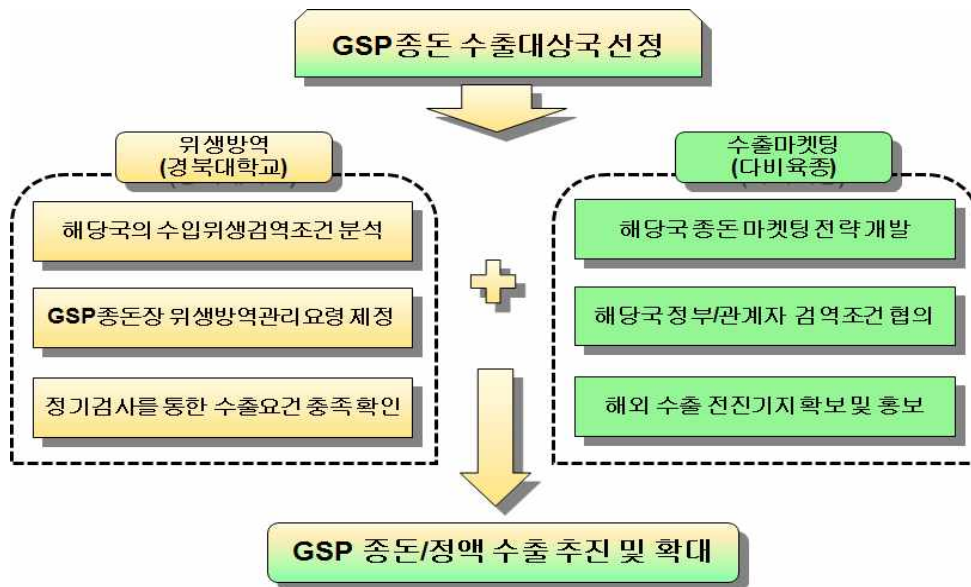 GSP종돈 수출대상국 선정
위생방역
(경북대학교)
해당국의 수입위생검역조건 분석
GSP종돈장 위생방역관리요령 제정
정기검사를 통한 수출요건 충족 확인
수출마켓팅
(다비육종)
해당국 종돈 마켓팅 전략 개발
해당국 정부/관계자 검역조건 협의
해외 수출 전진기지 확보 및 홍보
GSP 종돈/정액 수출 추진 및 확대